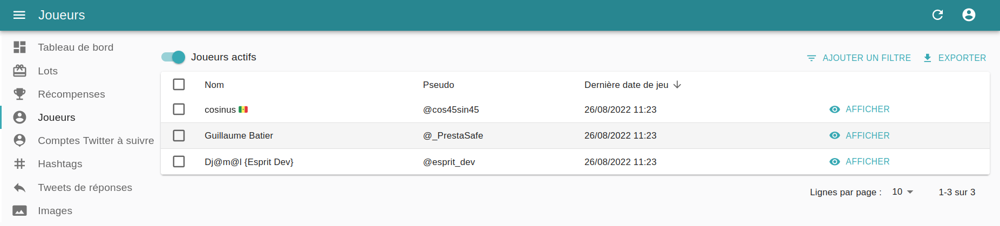 Joueurs
Tableau de bord
Lots
Récompenses
Joueurs
Comptes Twitter à suivre
Hashtags
Tweets de réponses
Images
Joueurs actifs
AJOUTER UN FILTRE EXPORTER
Nom Pseudo Dernière date de jeu
cosinus 🇸🇳 @cos45sin45 26/08/2022 11:23 AFFICHER
Guillaume Batier @_PrestaSafe 26/08/2022 11:23 AFFICHER
Dj@m@l {Esprit Dev} @esprit_dev 26/08/2022 11:23 AFFICHER
Lignes par page : 10 1-3 sur 3